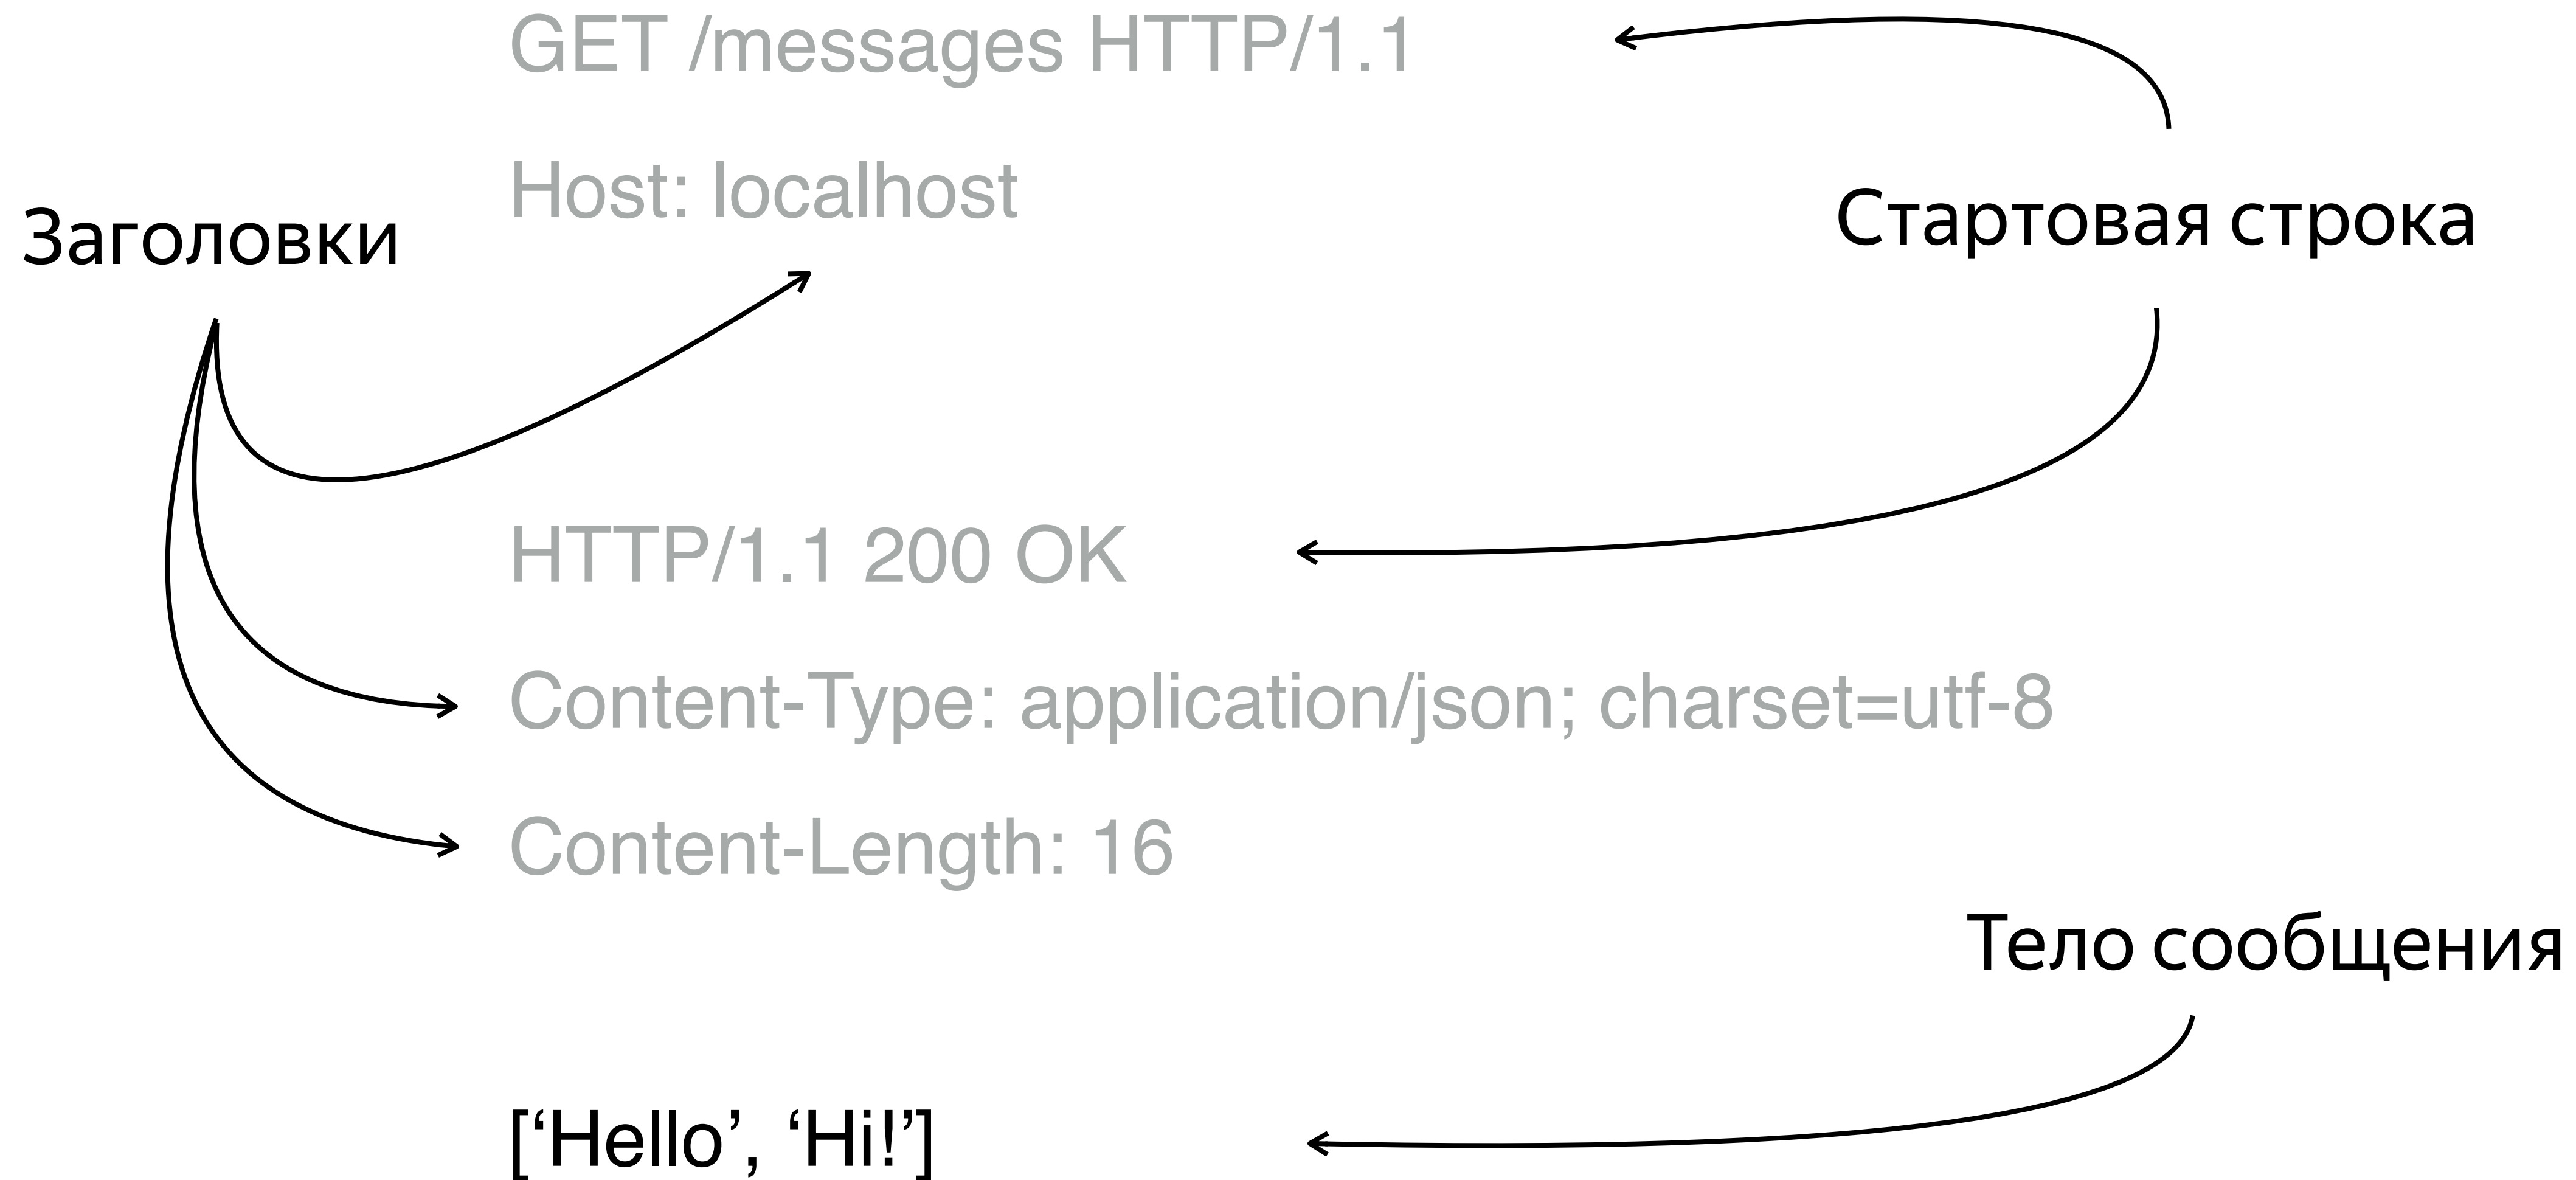 GET /messages HTTP/1.1
Host: localhost
Заголовки
Стартовая строка
HTTP/1.1 200 OK
Content-Type: application/json; charset=utf-8
Content-Length: 16
Тело сообщения
[‘Hello’, ‘Hi!’]